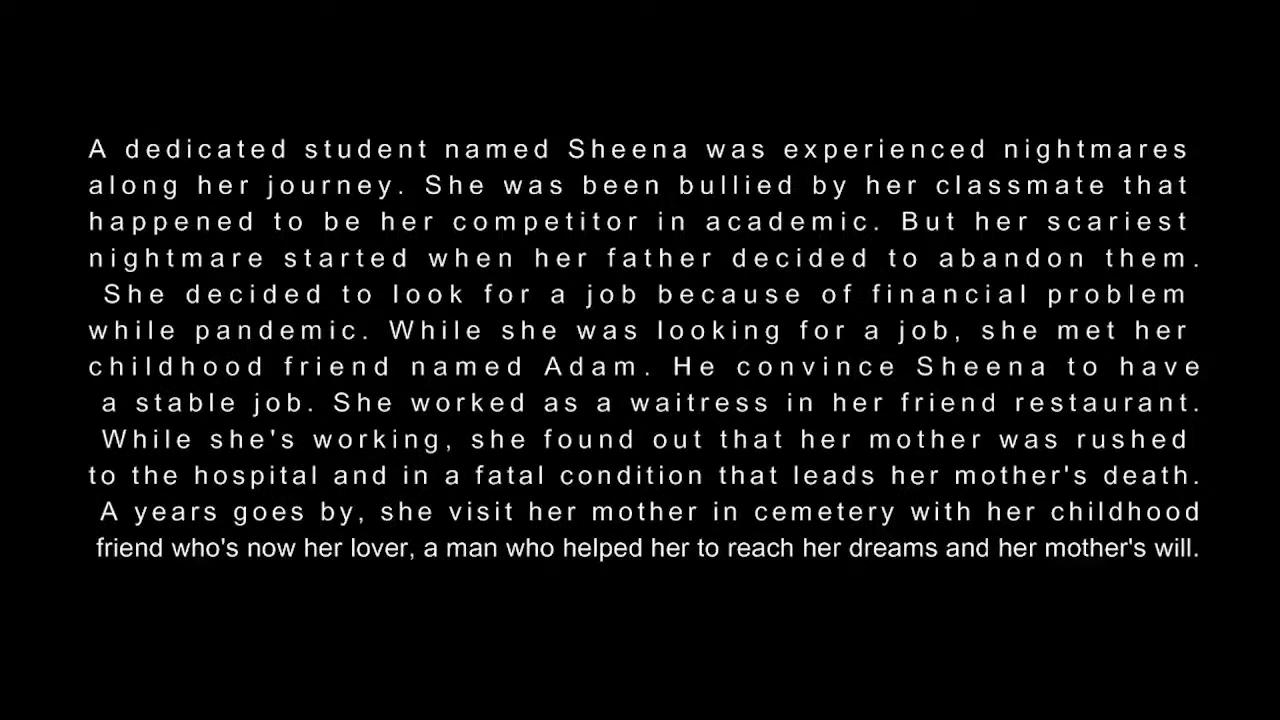 A dedicated student named Sheena was experienced nightmares
along her journey. She was been bullied by her classmate that
happened to be her competitor in academic. But her scariest
nightmare started when her father decided to abandon them.
She decided to look for a job because of financial problem
while pandemic. While she was looking for a job, she met her
childhood friend named Adam. He convince Sheena to have
a stable job. She worked as a waitress in her friend restaurant.
While she's working, she found out that her mother was rushed
to the hospital and in a fatal condition that leads her mother's death.
A years goes by, she visit her mother in cemetery with her childhood
friend who's now her lover, a man who helped her to reach her dreams and her mother's will.